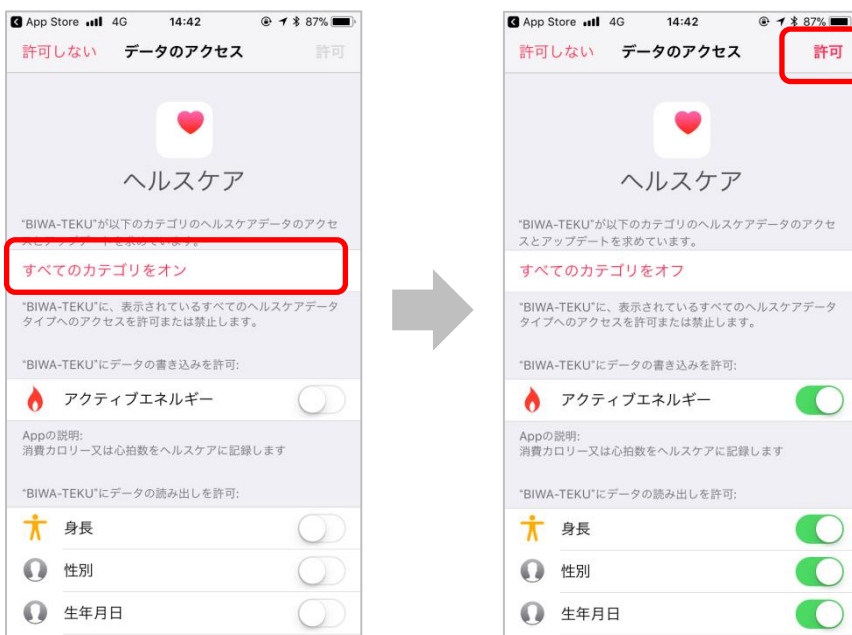 App Store 4G 14:42 87%
許可しない データのアクセス 許可
ヘルスケア
"BIWA-TEKU"が以下のカテゴリのヘルスケアデータのアクセ
スとアップデートを求めています。
すべてのカテゴリをオン
"BIWA-TEKU"に、表示されているすべてのヘルスケアデータ
タイプへのアクセスを許可または禁止します。
"BIWA-TEKU"にデータの書き込みを許可:
アクティブエネルギー
Appの説明:
消費カロリー又は心拍数をヘルスケアに記録します
"BIWA-TEKU"にデータの読み出しを許可:
身長
性別
生年月日
App Store 4G 14:42 87%
許可しない データのアクセス 許可
ヘルスケア
"BIWA-TEKU"が以下のカテゴリのヘルスケアデータのアクセ
スとアップデートを求めています。
すべてのカテゴリをオフ
"BIWA-TEKU"に、表示されているすべてのヘルスケアデータ
タイプへのアクセスを許可または禁止します。
"BIWA-TEKU"にデータの書き込みを許可:
アクティブエネルギー
Appの説明:
消費カロリー又は心拍数をヘルスケアに記録します
"BIWA-TEKU"にデータの読み出しを許可:
身長
性別
生年月日